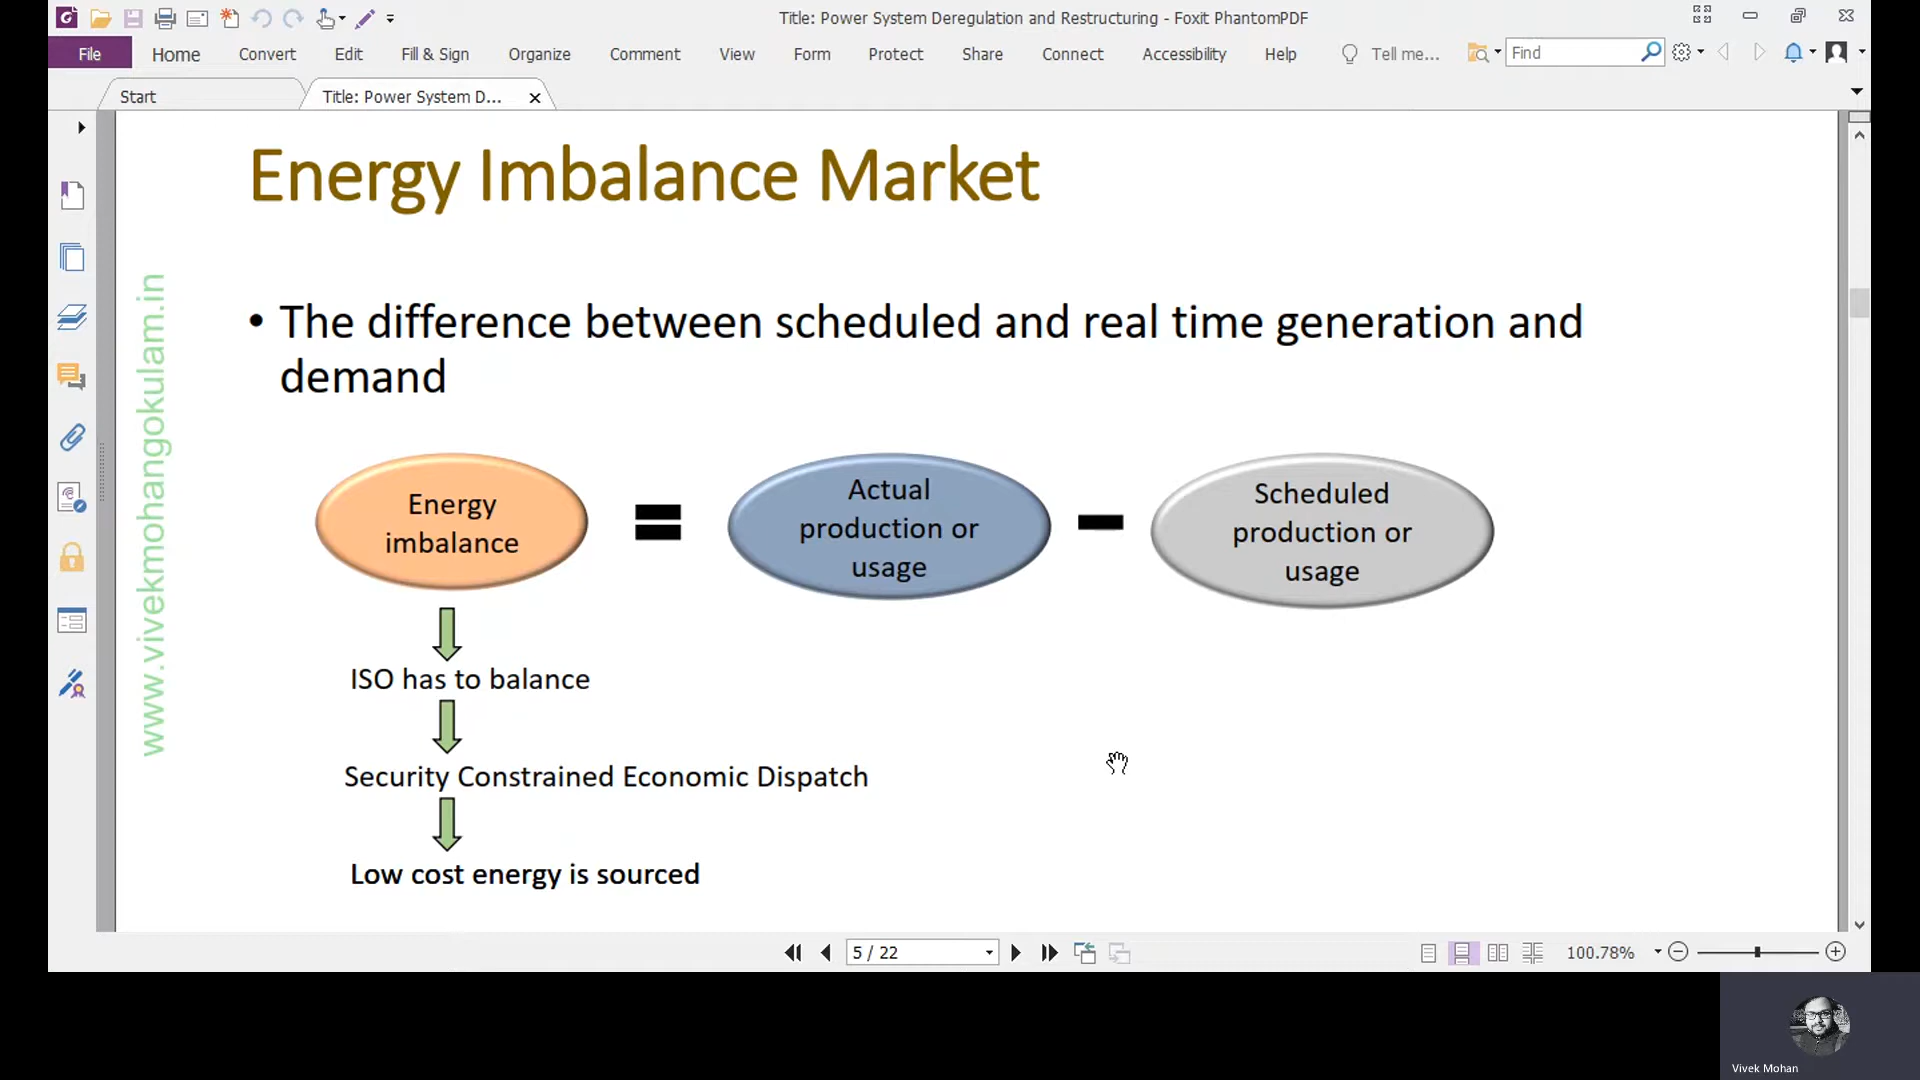 Title: Power System Deregulation and Restructuring - Foxit PhantomPDF
File Home Convert Edit Fill & Sign Organize Comment View Form Protect Share Connect Accessibility Help Tell me... Find
Start Title: Power System D...
Energy Imbalance Market
www.vivekmohangokulam.in
• The difference between scheduled and real time generation and
demand
Energy
imbalance
=
Actual
production or
usage
-
Scheduled
production or
usage
ISO has to balance
Security Constrained Economic Dispatch
Low cost energy is sourced
5 / 22
100.78%
Vivek Mohan